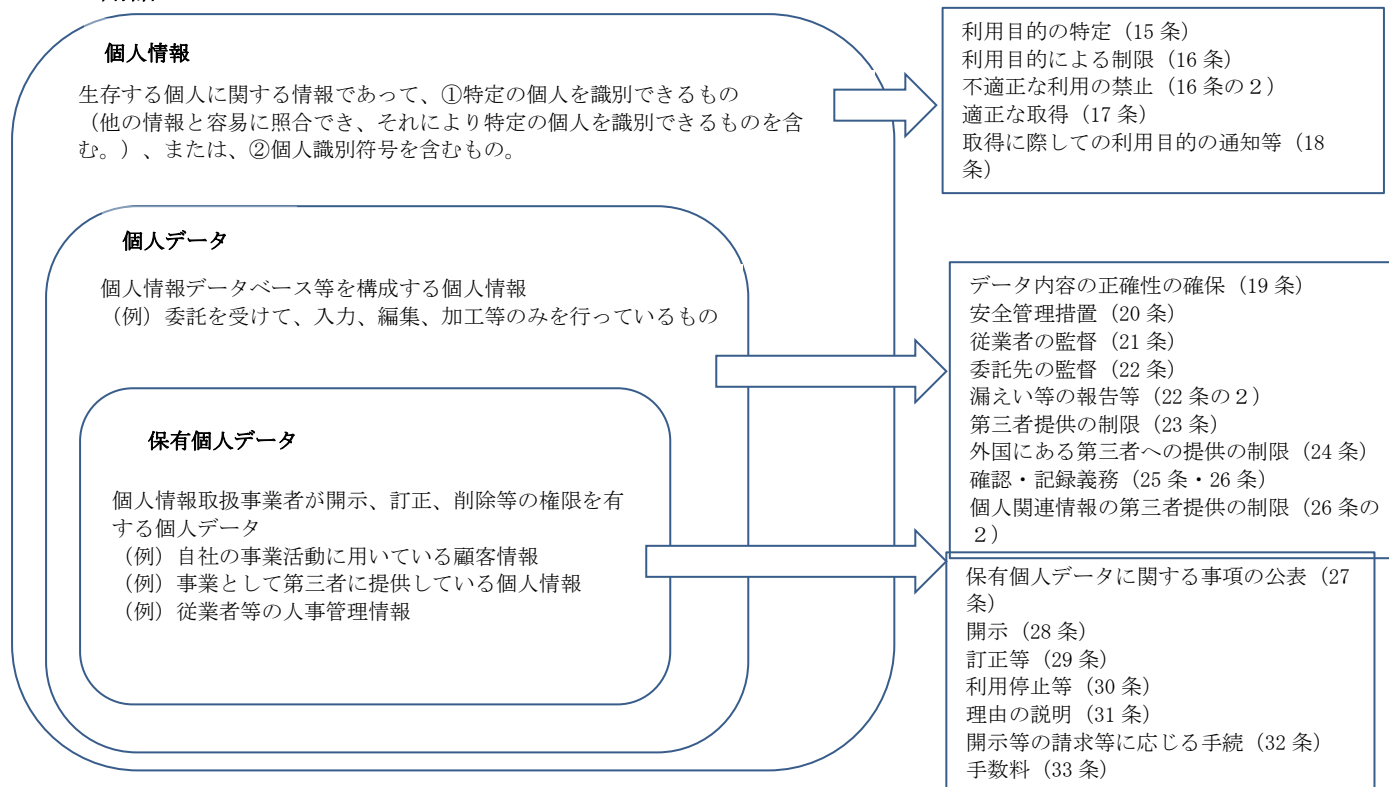 個人情報
生存する個人に関する情報であって、①特定の個人を識別できるもの
（他の情報と容易に照合でき、それにより特定の個人を識別できるものを含
む。）、または、②個人識別符号を含むもの。
利用目的の特定（15 条）
利用目的による制限（16 条）
不適正な利用の禁止（16 条の２）
適正な取得（17 条）
取得に際しての利用目的の通知等（18
条）
個人データ
個人情報データベース等を構成する個人情報
（例）委託を受けて、入力、編集、加工等のみを行っているもの
データ内容の正確性の確保（19 条）
安全管理措置（20 条）
従業者の監督（21 条）
委託先の監督（22 条）
漏えい等の報告等（22 条の２）
第三者提供の制限（23 条）
外国にある第三者への提供の制限（24 条）
確認・記録義務（25 条・26 条）
個人関連情報の第三者提供の制限（26 条の
２）
保有個人データ
個人情報取扱事業者が開示、訂正、削除等の権限を有
する個人データ
（例）自社の事業活動に用いている顧客情報
（例）事業として第三者に提供している個人情報
（例）従業者等の人事管理情報
保有個人データに関する事項の公表（27
条）
開示（28 条）
訂正等（29 条）
利用停止等（30 条）
理由の説明（31 条）
開示等の請求等に応じる手続（32 条）
手数料（33 条）